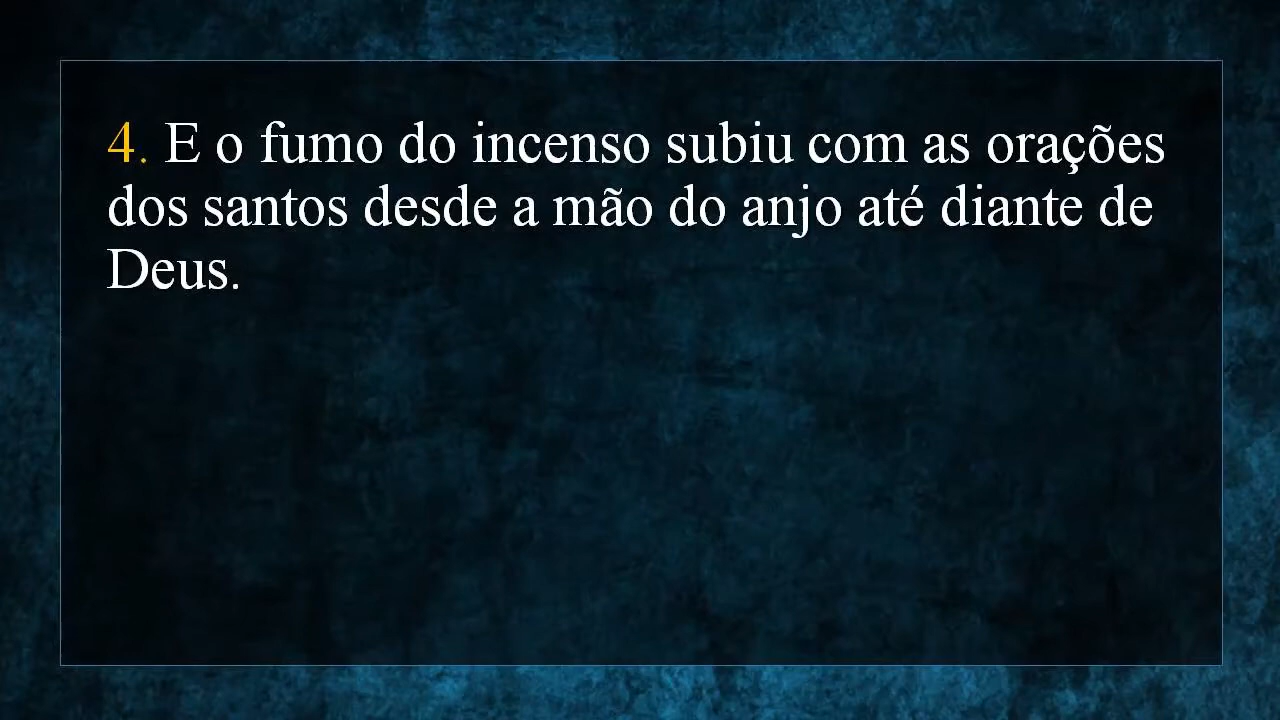 4. E o fumo do incenso subiu com as orações
dos santos desde a mão do anjo até diante de
Deus.